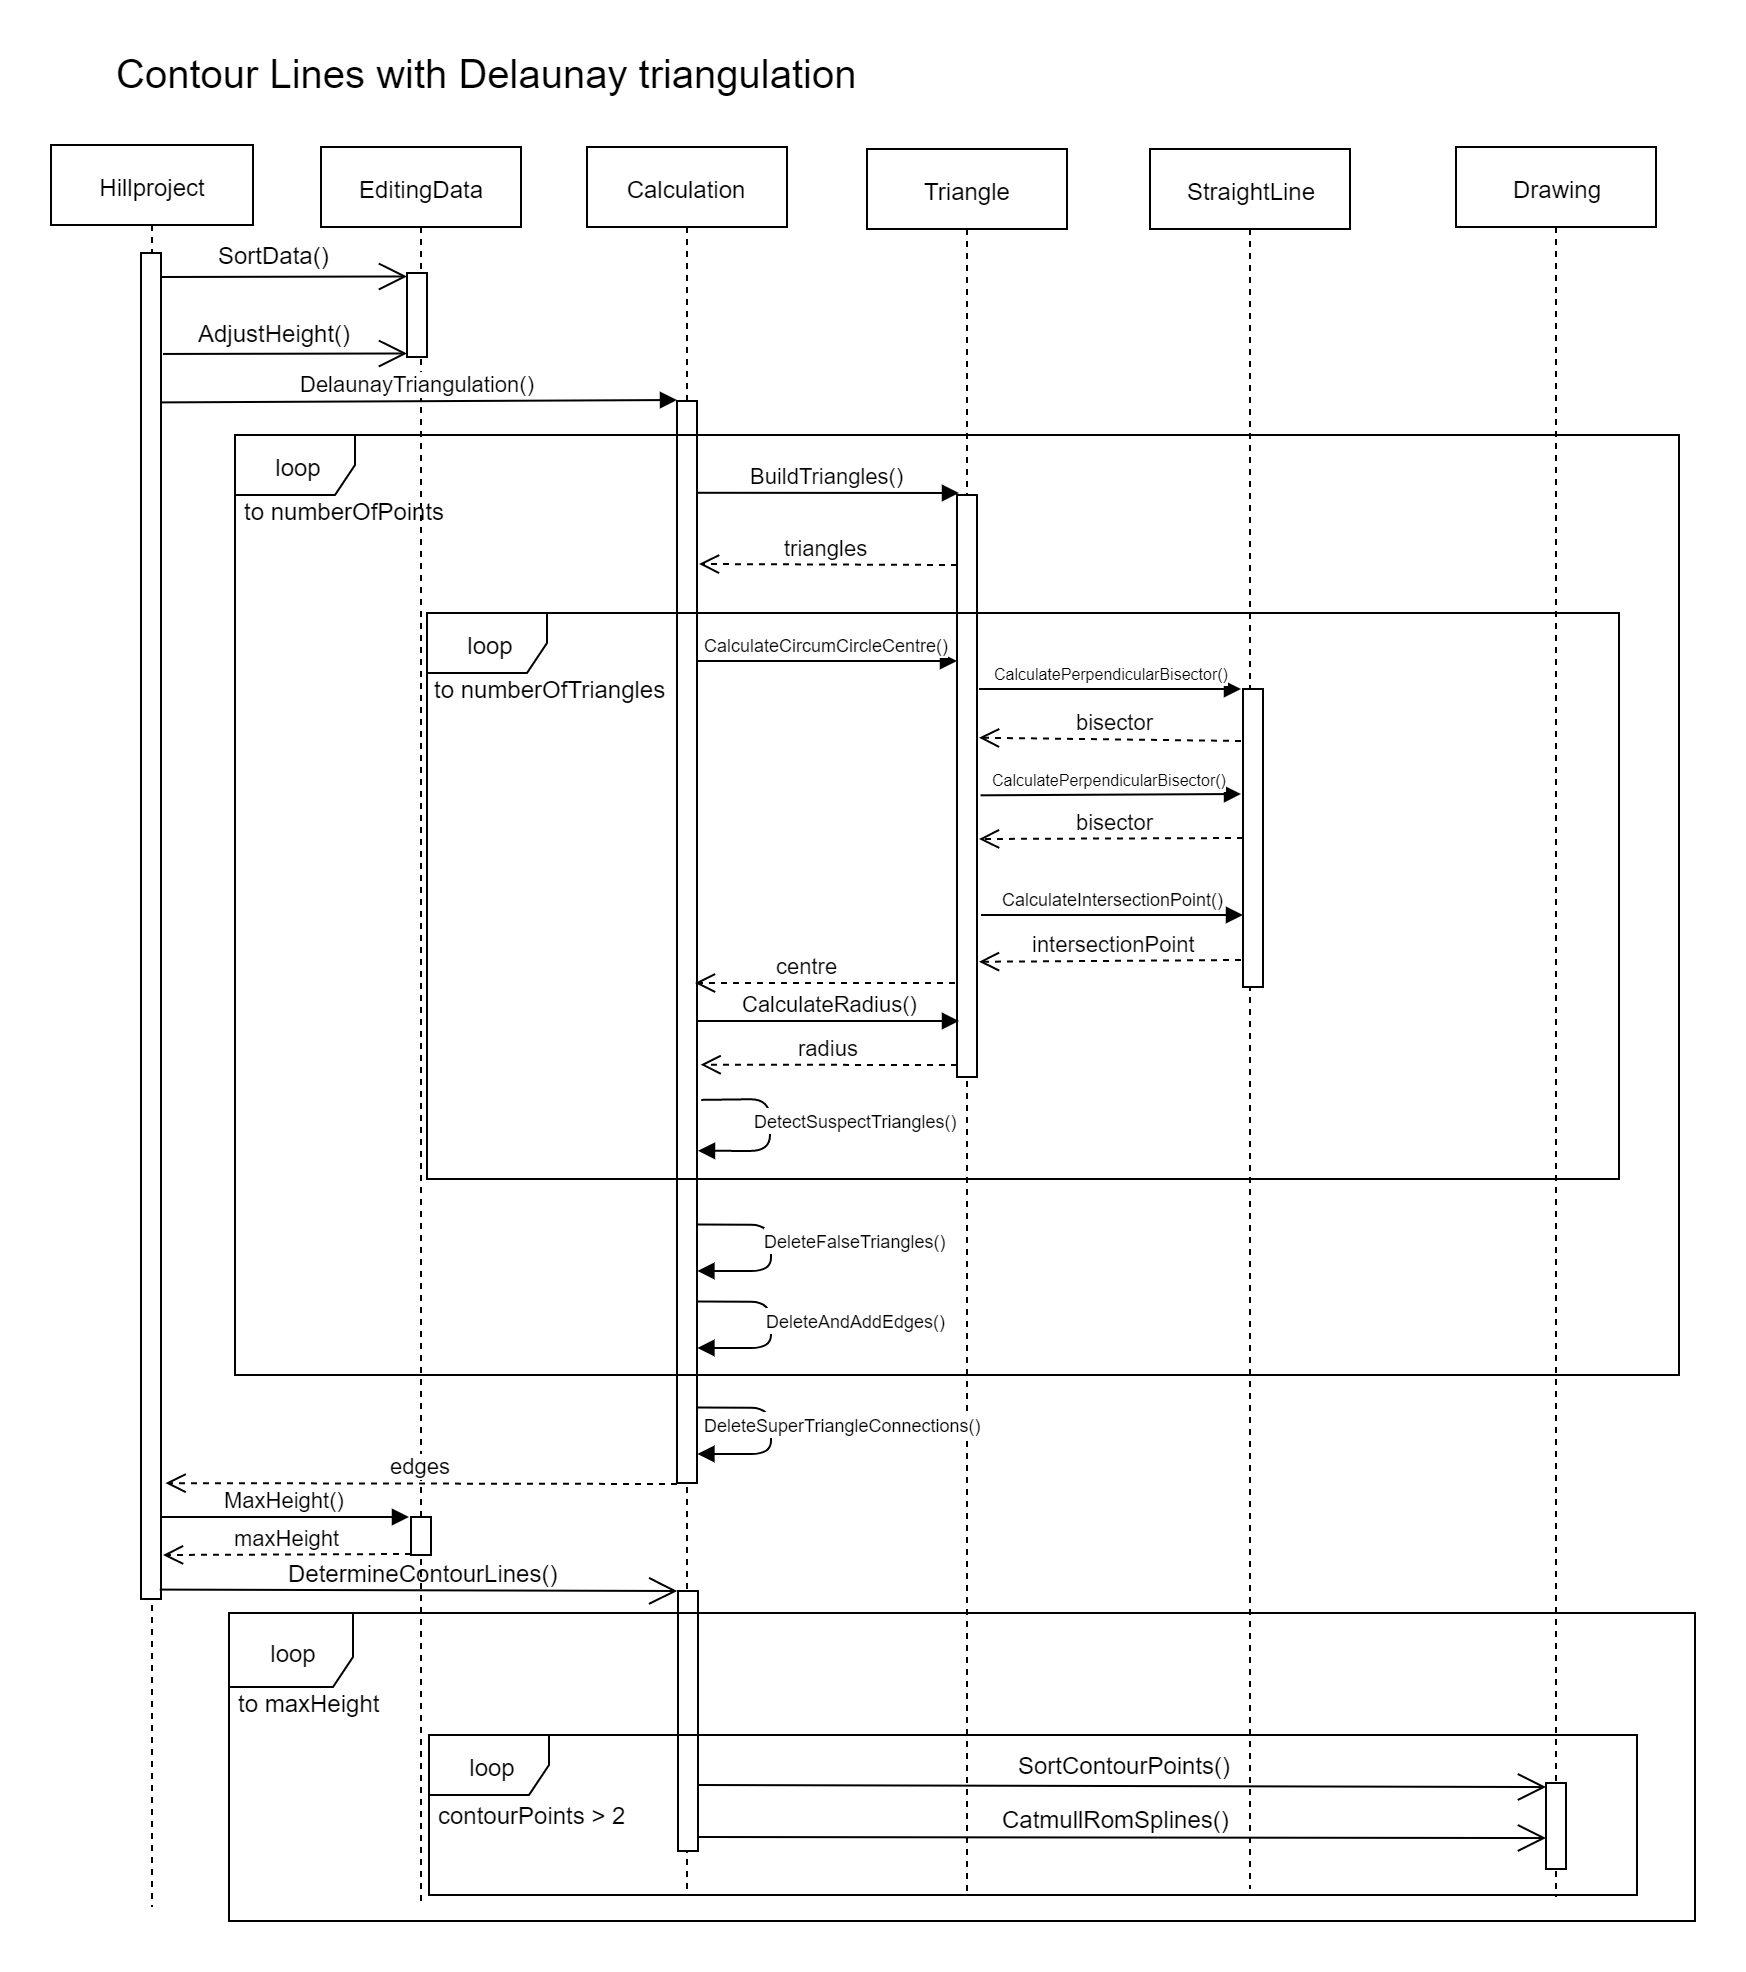 Contour Lines with Delaunay triangulation
Hillproject
EditingData
Calculation
Triangle
StraightLine
Drawing
SortData()
AdjustHeight()
DelaunayTriangulation()
loop
to numberOfPoints
BuildTriangles()
triangles
loop
to numberOfTriangles
CalculateCircumCircleCentre()
CalculatePerpendicularBisector()
bisector
CalculatePerpendicularBisector()
bisector
CalculateIntersectionPoint()
intersectionPoint
centre
CalculateRadius()
radius
DetectSuspectTriangles()
DeleteFalseTriangles()
DeleteAndAddEdges()
DeleteSuperTriangleConnections()
edges
MaxHeight()
maxHeight
DetermineContourLines()
loop
to maxHeight
loop
contourPoints > 2
SortContourPoints()
CatmullRomSplines()